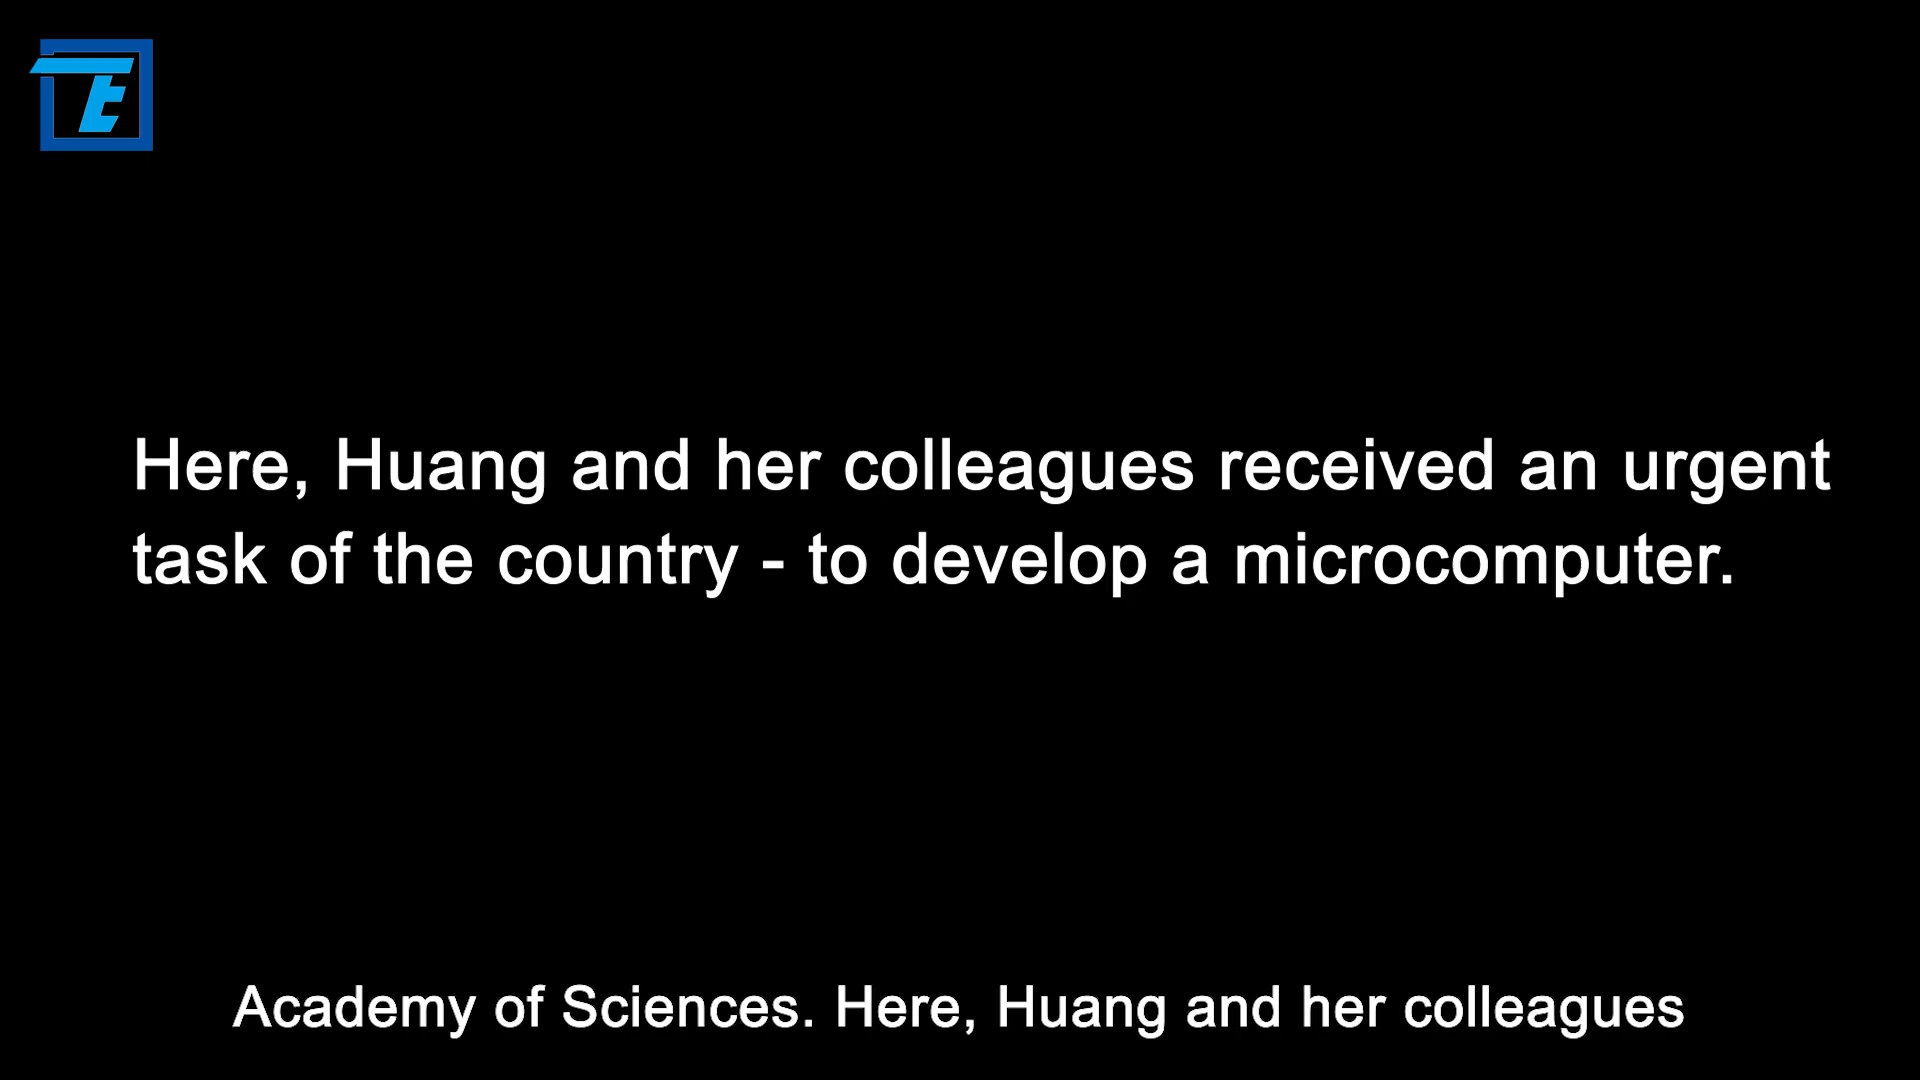 TE
Here, Huang and her colleagues received an urgent
task of the country - to develop a microcomputer.
Academy of Sciences. Here, Huang and her colleagues